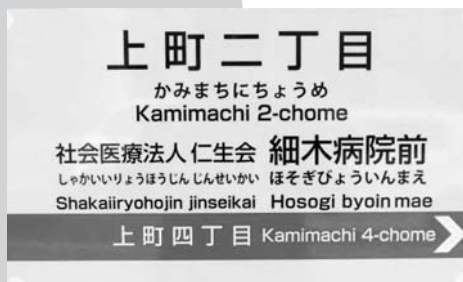 上町二丁目
かみまちにちょうめ
Kamimachi 2-chome
社会医療法人 仁生会 細木病院前
しゃかいいりょうほうじん じんせいかい ほそぎびょういんまえ
Shakaiiryohojin jinseikai Hosogi byoin mae
上町四丁目 Kamimachi 4-chome